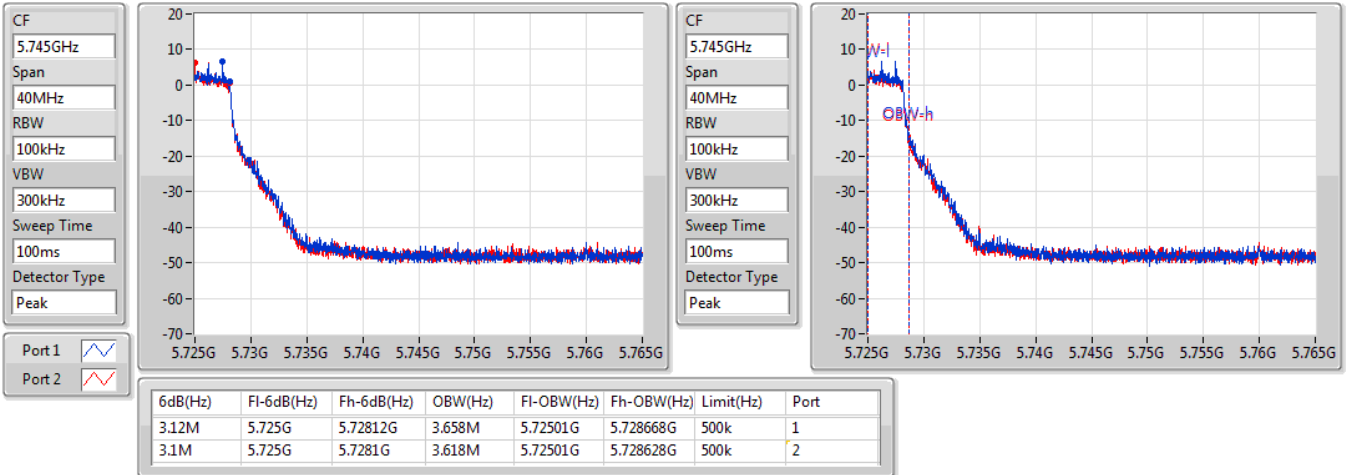 CF
5.745GHz
Span
40MHz
RBW
100kHz
VBW
300kHz
Sweep Time
100ms
Detector Type
Peak
Port 1
Port 2
20
10
0
-10
-20
-30
-40
-50
-60
-70
5.725G 5.73G 5.735G 5.74G 5.745G 5.75G 5.755G 5.76G 5.765G
CF
5.745GHz
Span
40MHz
RBW
100kHz
VBW
300kHz
Sweep Time
100ms
Detector Type
Peak
20
10
0
-10
-20
-30
-40
-50
-60
-70
W-l
OBW-h
5.725G 5.73G 5.735G 5.74G 5.745G 5.75G 5.755G 5.76G 5.765G
6dB(Hz) Fl-6dB(Hz) Fh-6dB(Hz) OBW(Hz) Fl-OBW(Hz) Fh-OBW(Hz) Limit(Hz) Port
3.12M 5.725G 5.72812G 3.658M 5.72501G 5.728668G 500k 1
3.1M 5.725G 5.7281G 3.618M 5.72501G 5.728628G 500k 2